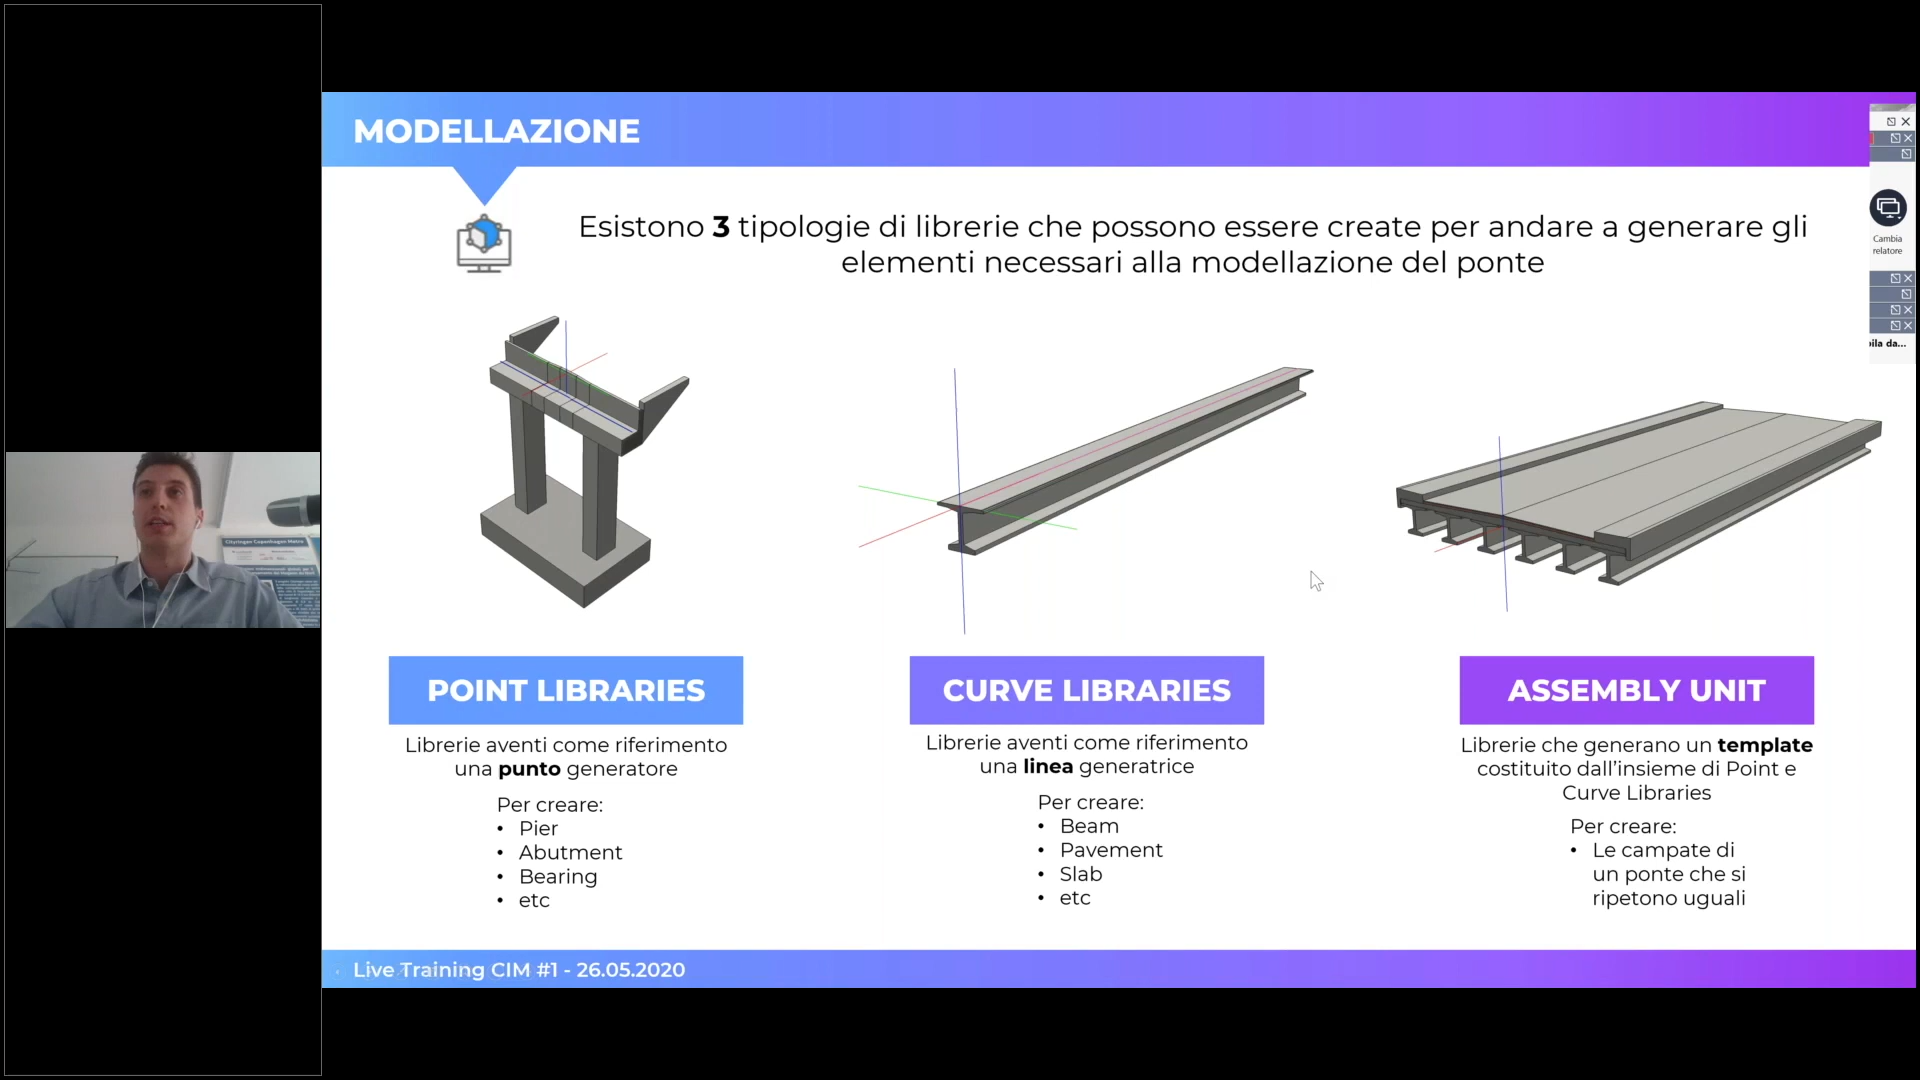 MODELLAZIONE
Esistono 3 tipologie di librerie che possono essere create per andare a generare gli
elementi necessari alla modellazione del ponte
Cambia
relatore
Cityringen Copenhagen Metro
POINT LIBRARIES
Librerie aventi come riferimento
una punto generatore
Per creare:
• Pier
• Abutment
• Bearing
• etc
CURVE LIBRARIES
Librerie aventi come riferimento
una linea generatrice
Per creare:
• Beam
• Pavement
• Slab
• etc
ASSEMBLY UNIT
Librerie che generano un template
costituito dall'insieme di Point e
Curve Libraries
Per creare:
• Le campate di
un ponte che si
ripetono uguali
Live Training CIM #1 - 26.05.2020